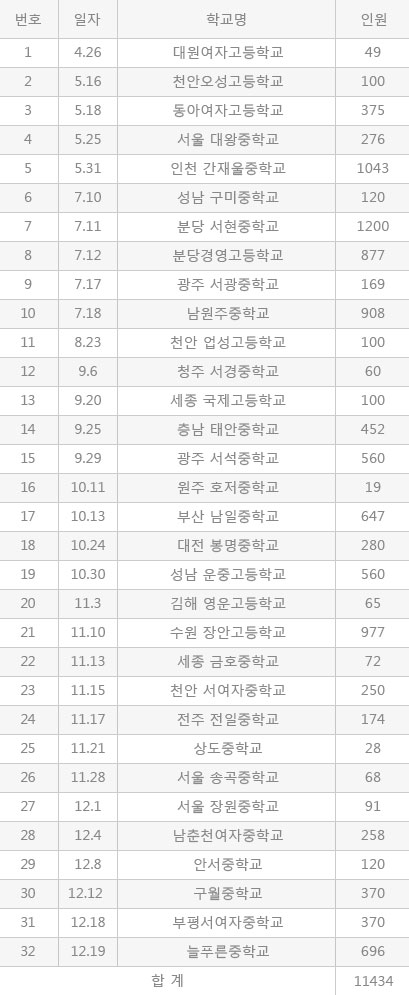 번호 일자 학교명 인원
1 4.26 대원여자고등학교 49
2 5.16 천안오성고등학교 100
3 5.18 동아여자고등학교 375
4 5.25 서울 대왕중학교 276
5 5.31 인천 간재울중학교 1043
6 7.10 성남 구미중학교 120
7 7.11 분당 서현중학교 1200
8 7.12 분당경영고등학교 877
9 7.17 광주 서광중학교 169
10 7.18 남원주중학교 908
11 8.23 천안 업성고등학교 100
12 9.6 청주 서경중학교 60
13 9.20 세종 국제고등학교 100
14 9.25 충남 태안중학교 452
15 9.29 광주 서석중학교 560
16 10.11 원주 호저중학교 19
17 10.13 부산 남일중학교 647
18 10.24 대전 봉명중학교 280
19 10.30 성남 운중고등학교 560
20 11.3 김해 영운고등학교 65
21 11.10 수원 장안고등학교 977
22 11.13 세종 금호중학교 72
23 11.15 천안 서여자중학교 250
24 11.17 전주 전일중학교 174
25 11.21 상도중학교 28
26 11.28 서울 송곡중학교 68
27 12.1 서울 장원중학교 91
28 12.4 남춘천여자중학교 258
29 12.8 안서중학교 120
30 12.12 구월중학교 370
31 12.18 부평서여자중학교 370
32 12.19 늘푸른중학교 696
합 계 11434